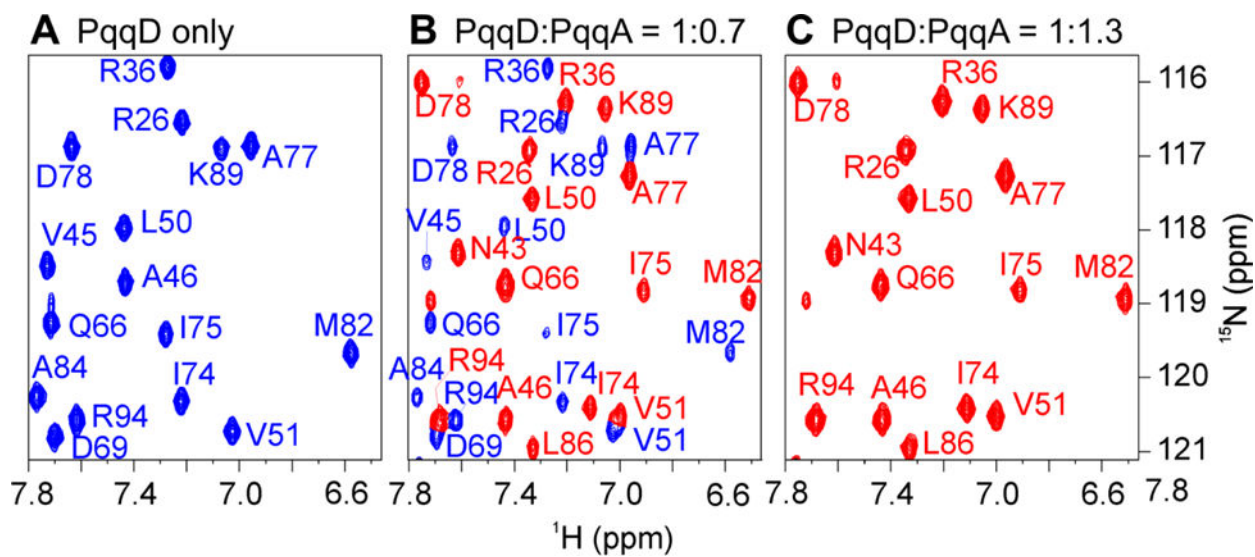 A PqqD only
B PqqD:PqqA = 1:0.7
C PqqD:PqqA = 1:1.3
R36
R26
D78
K89
A77
V45
L50
A46
Q66
I75
M82
A84
I74
R94
D69
V51
R36
R36
D78
K89
R26
A77
D78
R26
K89
A77
L50
V45
L50
N43
Q66
I75
M82
Q66
I75
M82
R94
A84
R94
A46
I74
I74
V51
D69
L86
V51
R36
D78
K89
R26
A77
L50
N43
Q66
I75
M82
R94
A46
I74
V51
L86
116
117
118
119
120
121
15N (ppm)
7.8 7.4 7.0 6.6 7.8 7.4 7.0 6.6 7.8 7.4 7.0 6.6 7.8
1H (ppm)